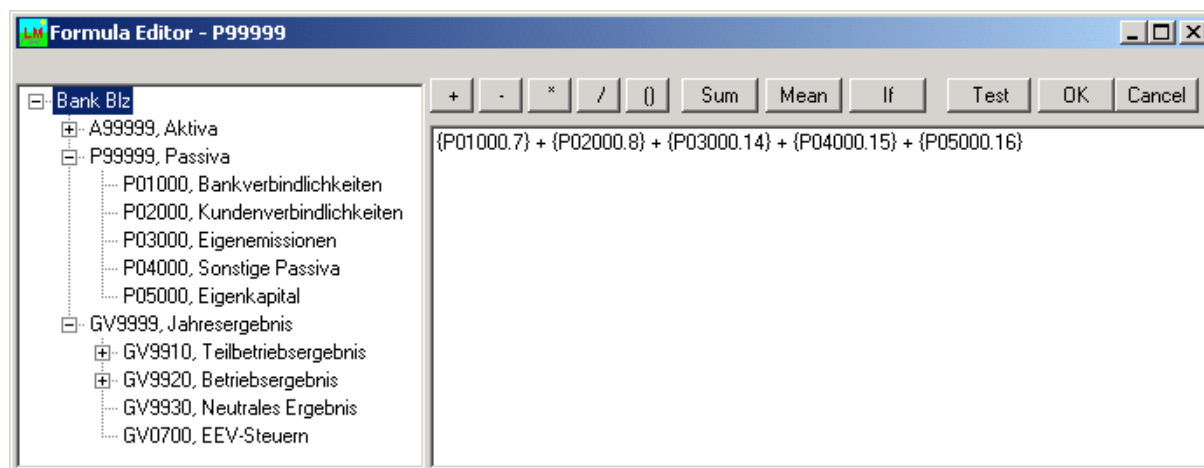 LM Formula Editor - P99999
+ - * / () Sum Mean If Test OK Cancel
Bank Blz
A99999, Aktiva
P99999, Passiva
P01000, Bankverbindlichkeiten
P02000, Kundenverbindlichkeiten
P03000, Eigenemissionen
P04000, Sonstige Passiva
P05000, Eigenkapital
GV9999, Jahresergebnis
GV9910, Teilbetriebsergebnis
GV9920, Betriebsergebnis
GV9930, Neutrales Ergebnis
GV0700, EEV-Steuern
{P01000.7} + {P02000.8} + {P03000.14} + {P04000.15} + {P05000.16}